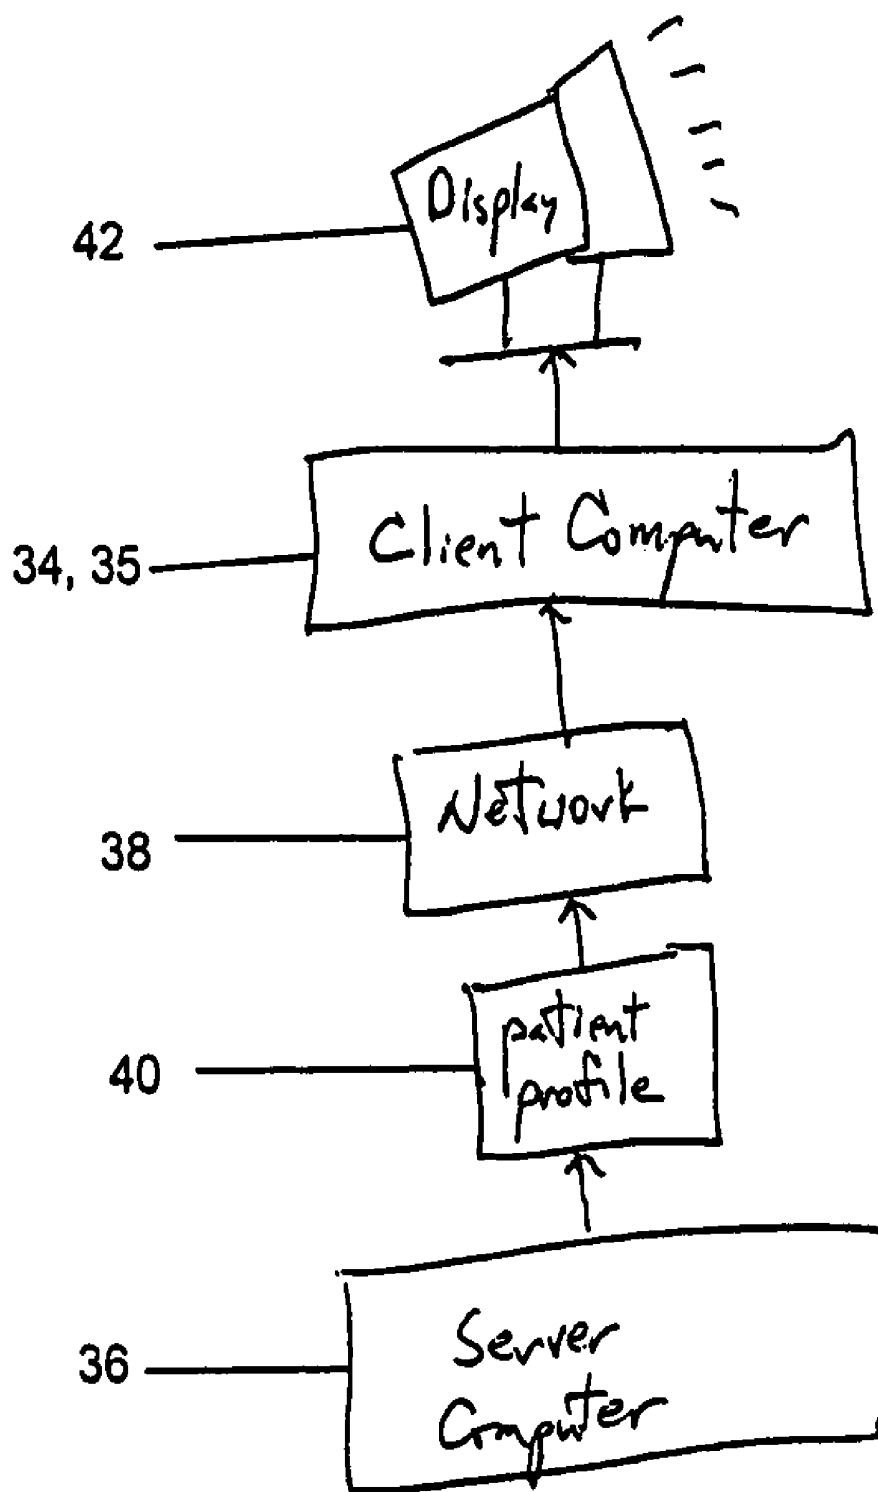 Display
42
Client Computer
34, 35
Network
38
patient
profile
40
Server
Computer
36